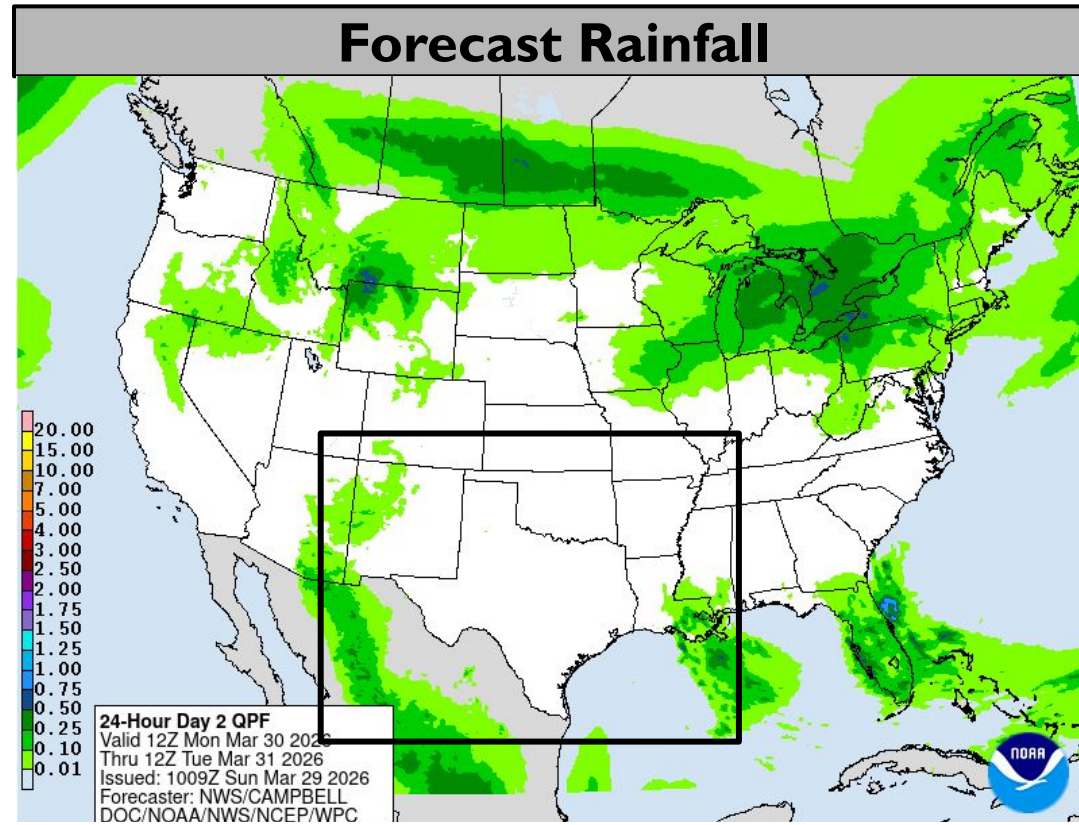 Forecast Rainfall
20.00
15.00
10.00
7.00
5.00
4.00
3.00
2.50
2.00
1.75
1.50
1.25
1.00
0.75
0.50
0.25
0.10
0.01
24-Hour Day 2 QPF
Valid 12Z Mon Mar 30 2026
Thru 12Z Tue Mar 31 2026
Issued: 1009Z Sun Mar 29 2026
Forecaster: NWS/CAMPBELL
DOC/NOAA/NWS/NCEP/WPC
NOAA